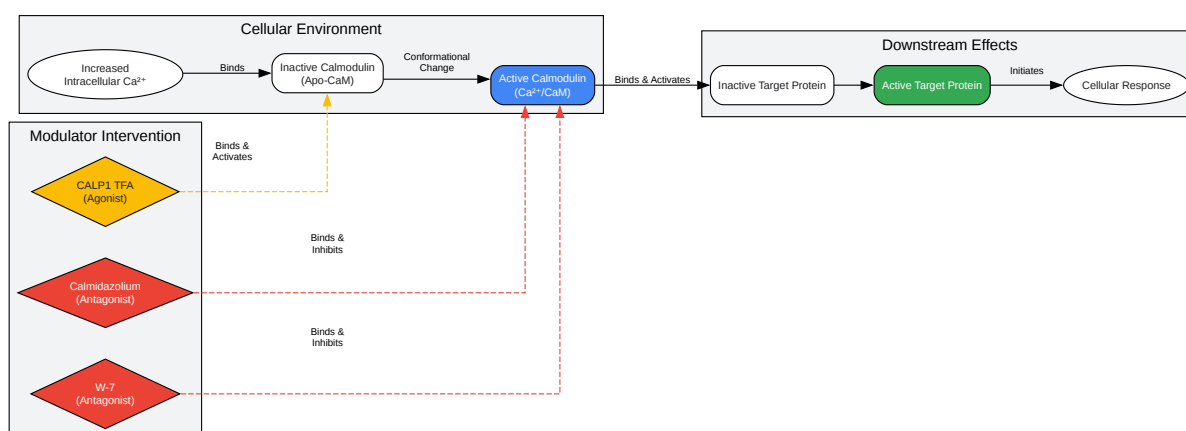 Cellular Environment
Increased
Intracellular Ca²⁺
Binds
Inactive Calmodulin
(Apo-CaM)
Conformational
Change
Active Calmodulin
(Ca²⁺/CaM)
Binds & Activates
Downstream Effects
Inactive Target Protein
Active Target Protein
Initiates
Cellular Response
Modulator Intervention
CALP1 TFA
(Agonist)
Binds &
Activates
Calmidazolium
(Antagonist)
Binds &
Inhibits
W-7
(Antagonist)
Binds &
Inhibits